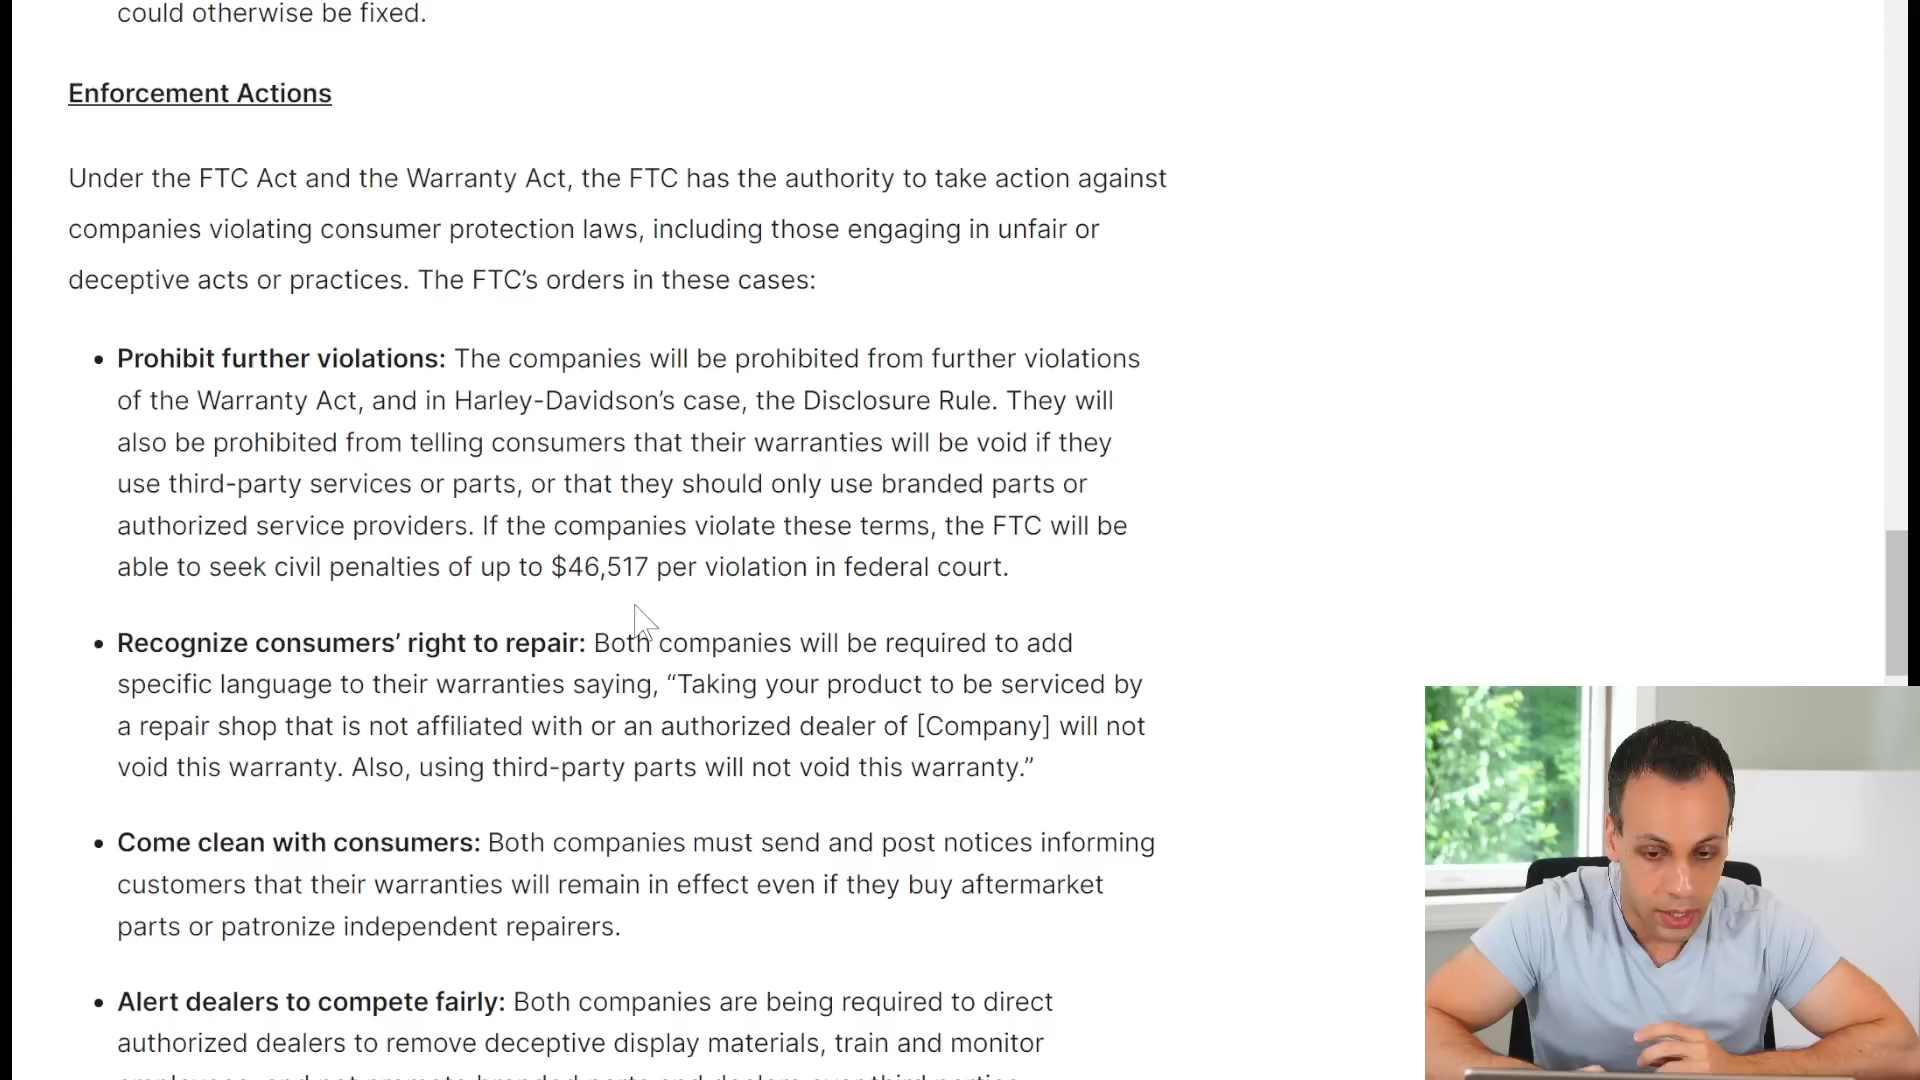 could otherwise be fixed.
Enforcement Actions
Under the FTC Act and the Warranty Act, the FTC has the authority to take action against
companies violating consumer protection laws, including those engaging in unfair or
deceptive acts or practices. The FTC’s orders in these cases:
• Prohibit further violations: The companies will be prohibited from further violations
of the Warranty Act, and in Harley-Davidson’s case, the Disclosure Rule. They will
also be prohibited from telling consumers that their warranties will be void if they
use third-party services or parts, or that they should only use branded parts or
authorized service providers. If the companies violate these terms, the FTC will be
able to seek civil penalties of up to $46,517 per violation in federal court.
• Recognize consumers’ right to repair: Both companies will be required to add
specific language to their warranties saying, “Taking your product to be serviced by
a repair shop that is not affiliated with or an authorized dealer of [Company] will not
void this warranty. Also, using third-party parts will not void this warranty.”
• Come clean with consumers: Both companies must send and post notices informing
customers that their warranties will remain in effect even if they buy aftermarket
parts or patronize independent repairers.
• Alert dealers to compete fairly: Both companies are being required to direct
authorized dealers to remove deceptive display materials, train and monitor